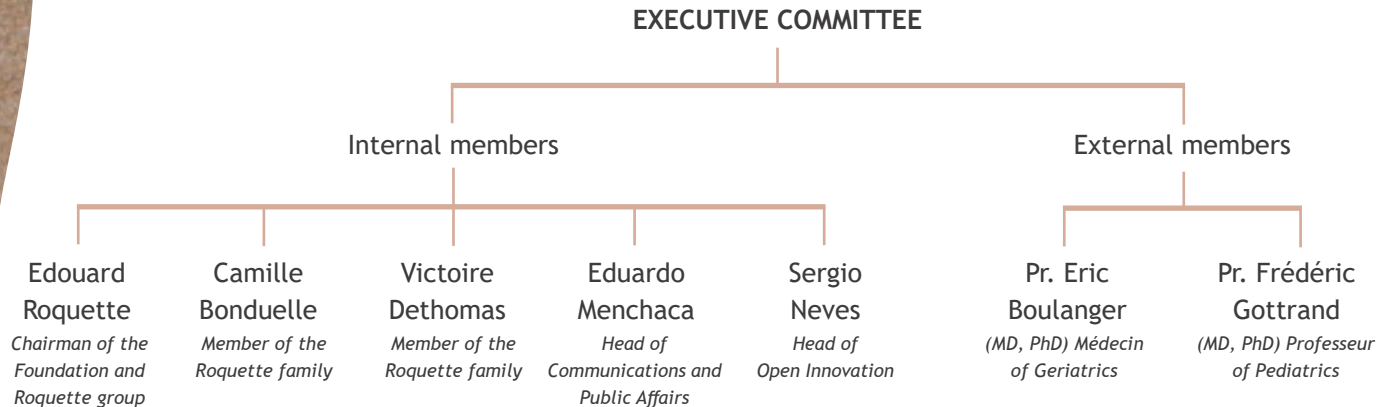 EXECUTIVE COMMITTEE
Internal members
External members
Edouard
Roquette
Chairman of the
Foundation and
Roquette group
Camille
Bonduelle
Member of the
Roquette family
Victoire
Dethomas
Member of the
Roquette family
Eduardo
Menchaca
Head of
Communications and
Public Affairs
Sergio
Neves
Head of
Open Innovation
Pr. Eric
Boulanger
(MD, PhD) Médecin
of Geriatrics
Pr. Frédéric
Gottrand
(MD, PhD) Professeur
of Pediatrics